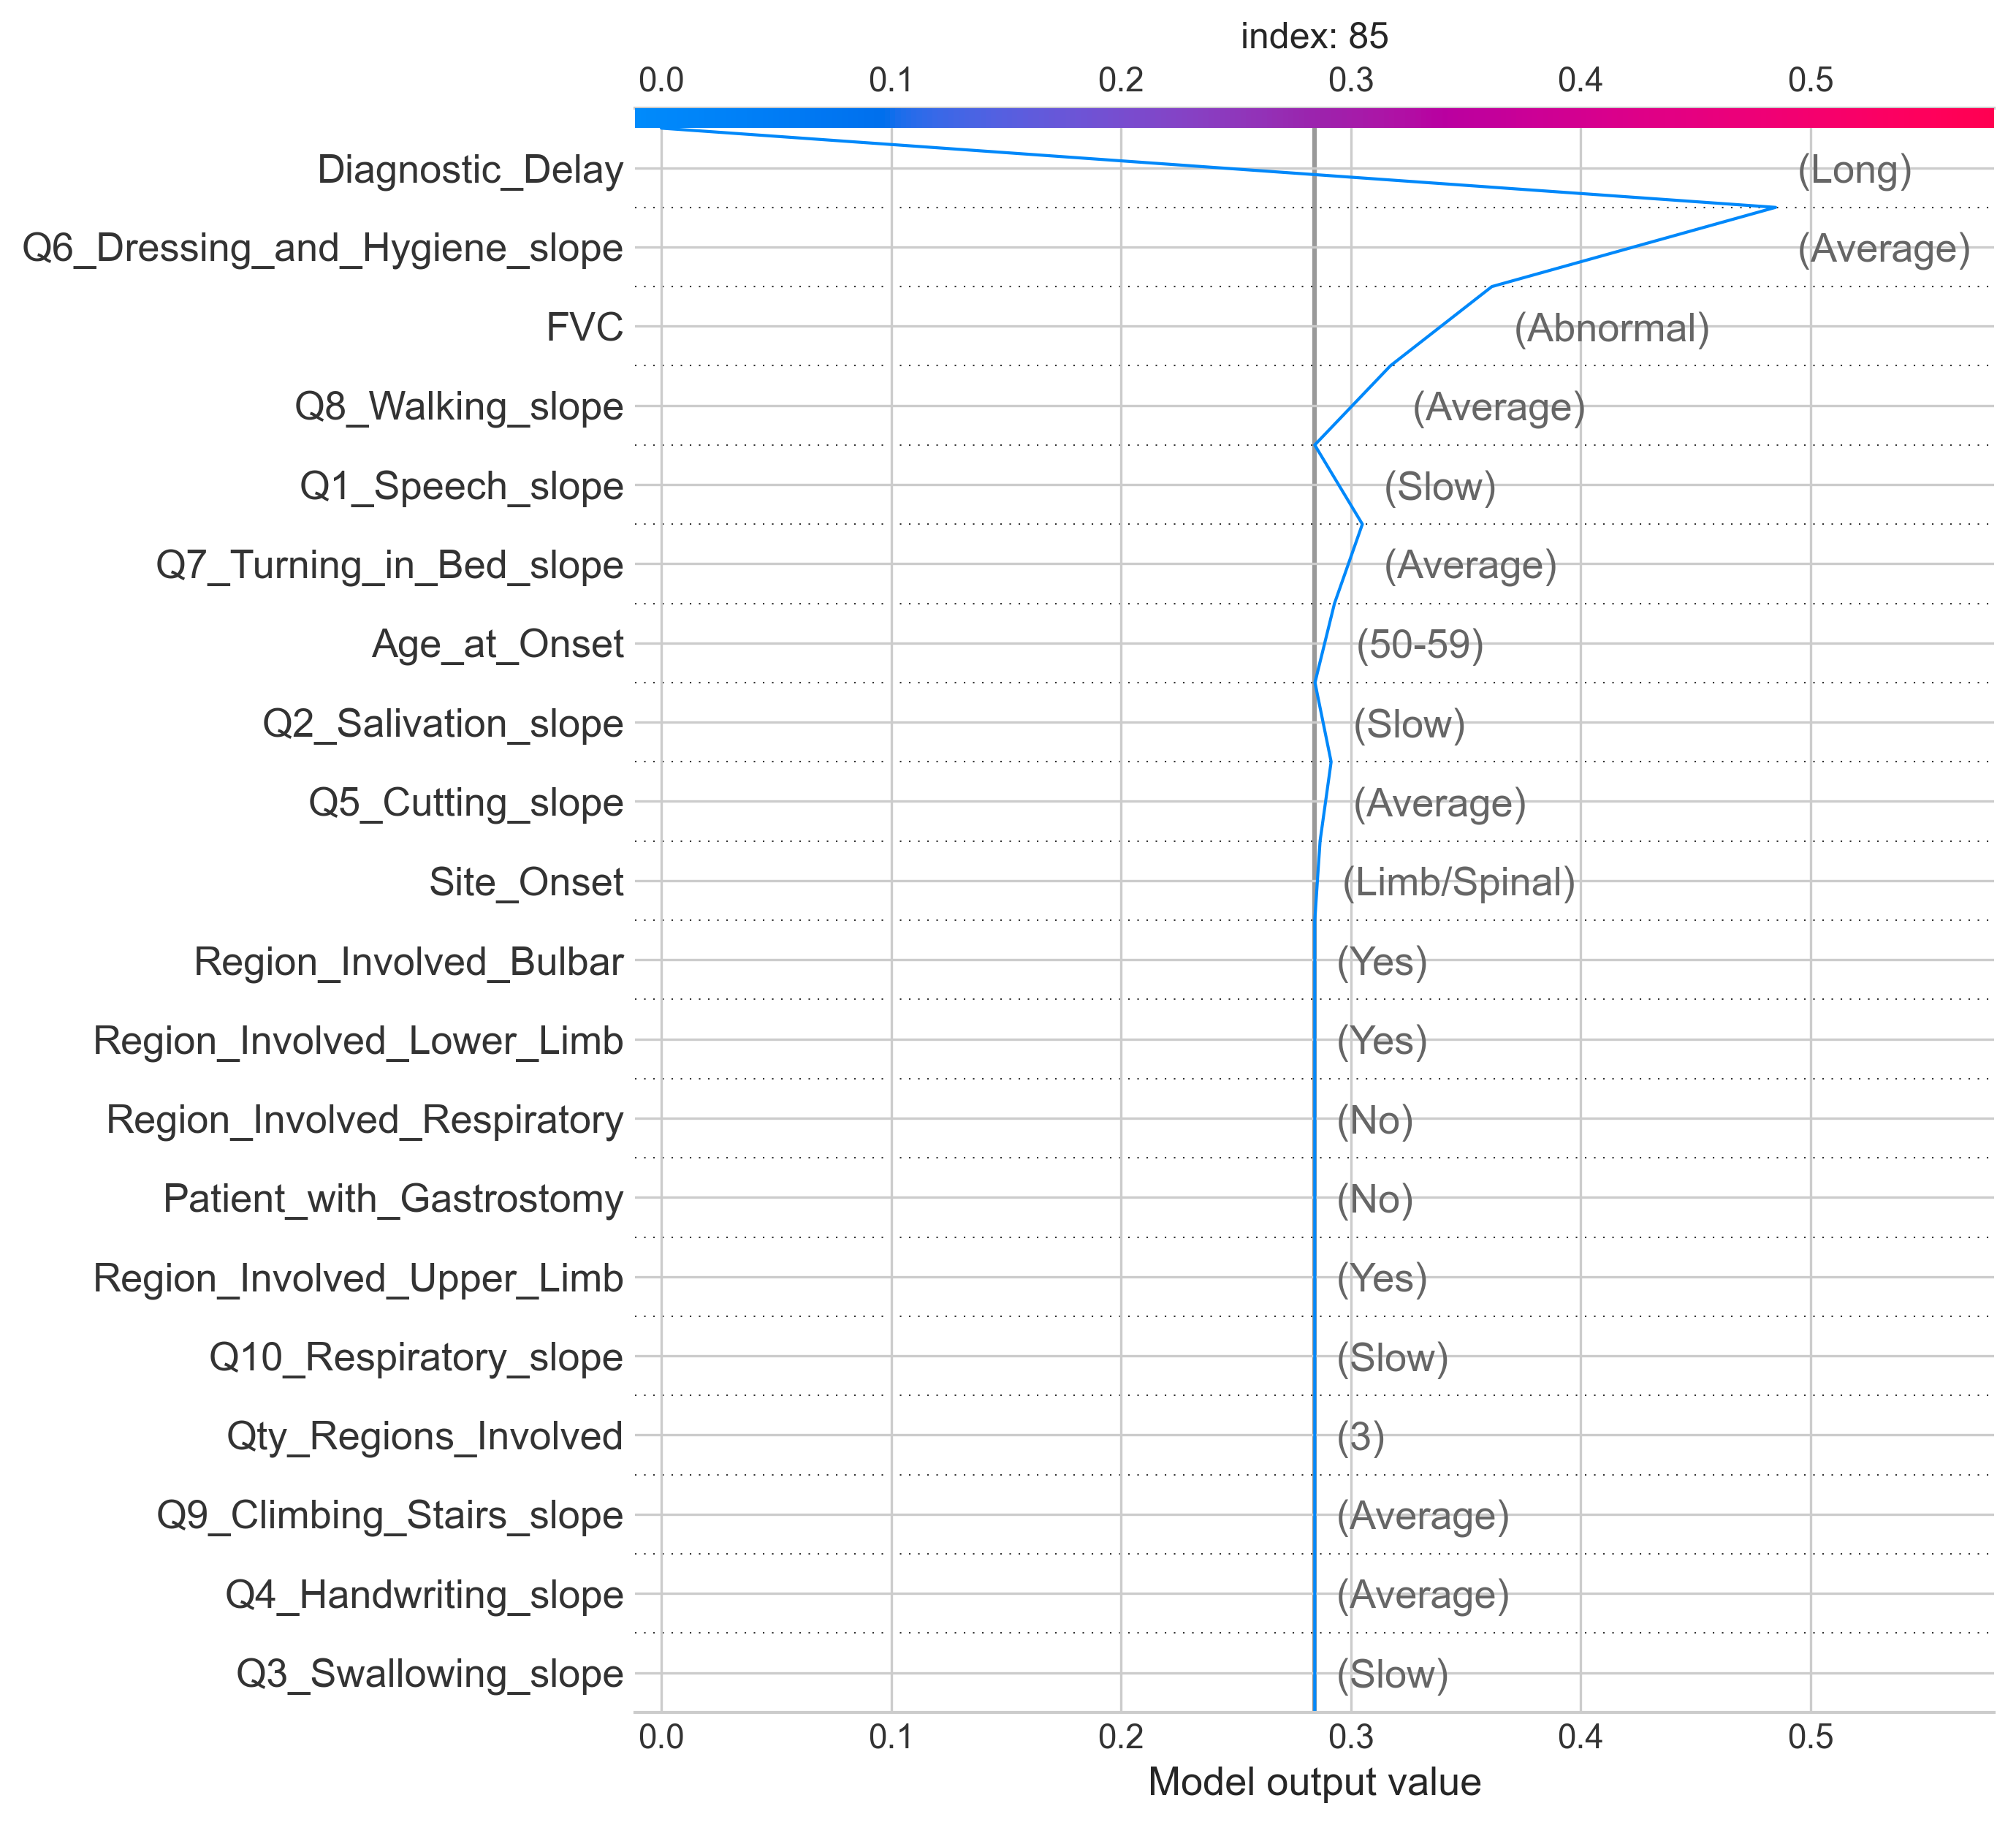 index: 85
0.0 0.1 0.2 0.3 0.4 0.5
Diagnostic_Delay (Long)
Q6_Dressing_and_Hygiene_slope (Average)
FVC (Abnormal)
Q8_Walking_slope (Average)
Q1_Speech_slope (Slow)
Q7_Turning_in_Bed_slope (Average)
Age_at_Onset (50-59)
Q2_Salivation_slope (Slow)
Q5_Cutting_slope (Average)
Site_Onset (Limb/Spinal)
Region_Involved_Bulbar (Yes)
Region_Involved_Lower_Limb (Yes)
Region_Involved_Respiratory (No)
Patient_with_Gastrostomy (No)
Region_Involved_Upper_Limb (Yes)
Q10_Respiratory_slope (Slow)
Qty_Regions_Involved (3)
Q9_Climbing_Stairs_slope (Average)
Q4_Handwriting_slope (Average)
Q3_Swallowing_slope (Slow)
0.0 0.1 0.2 0.3 0.4 0.5
Model output value